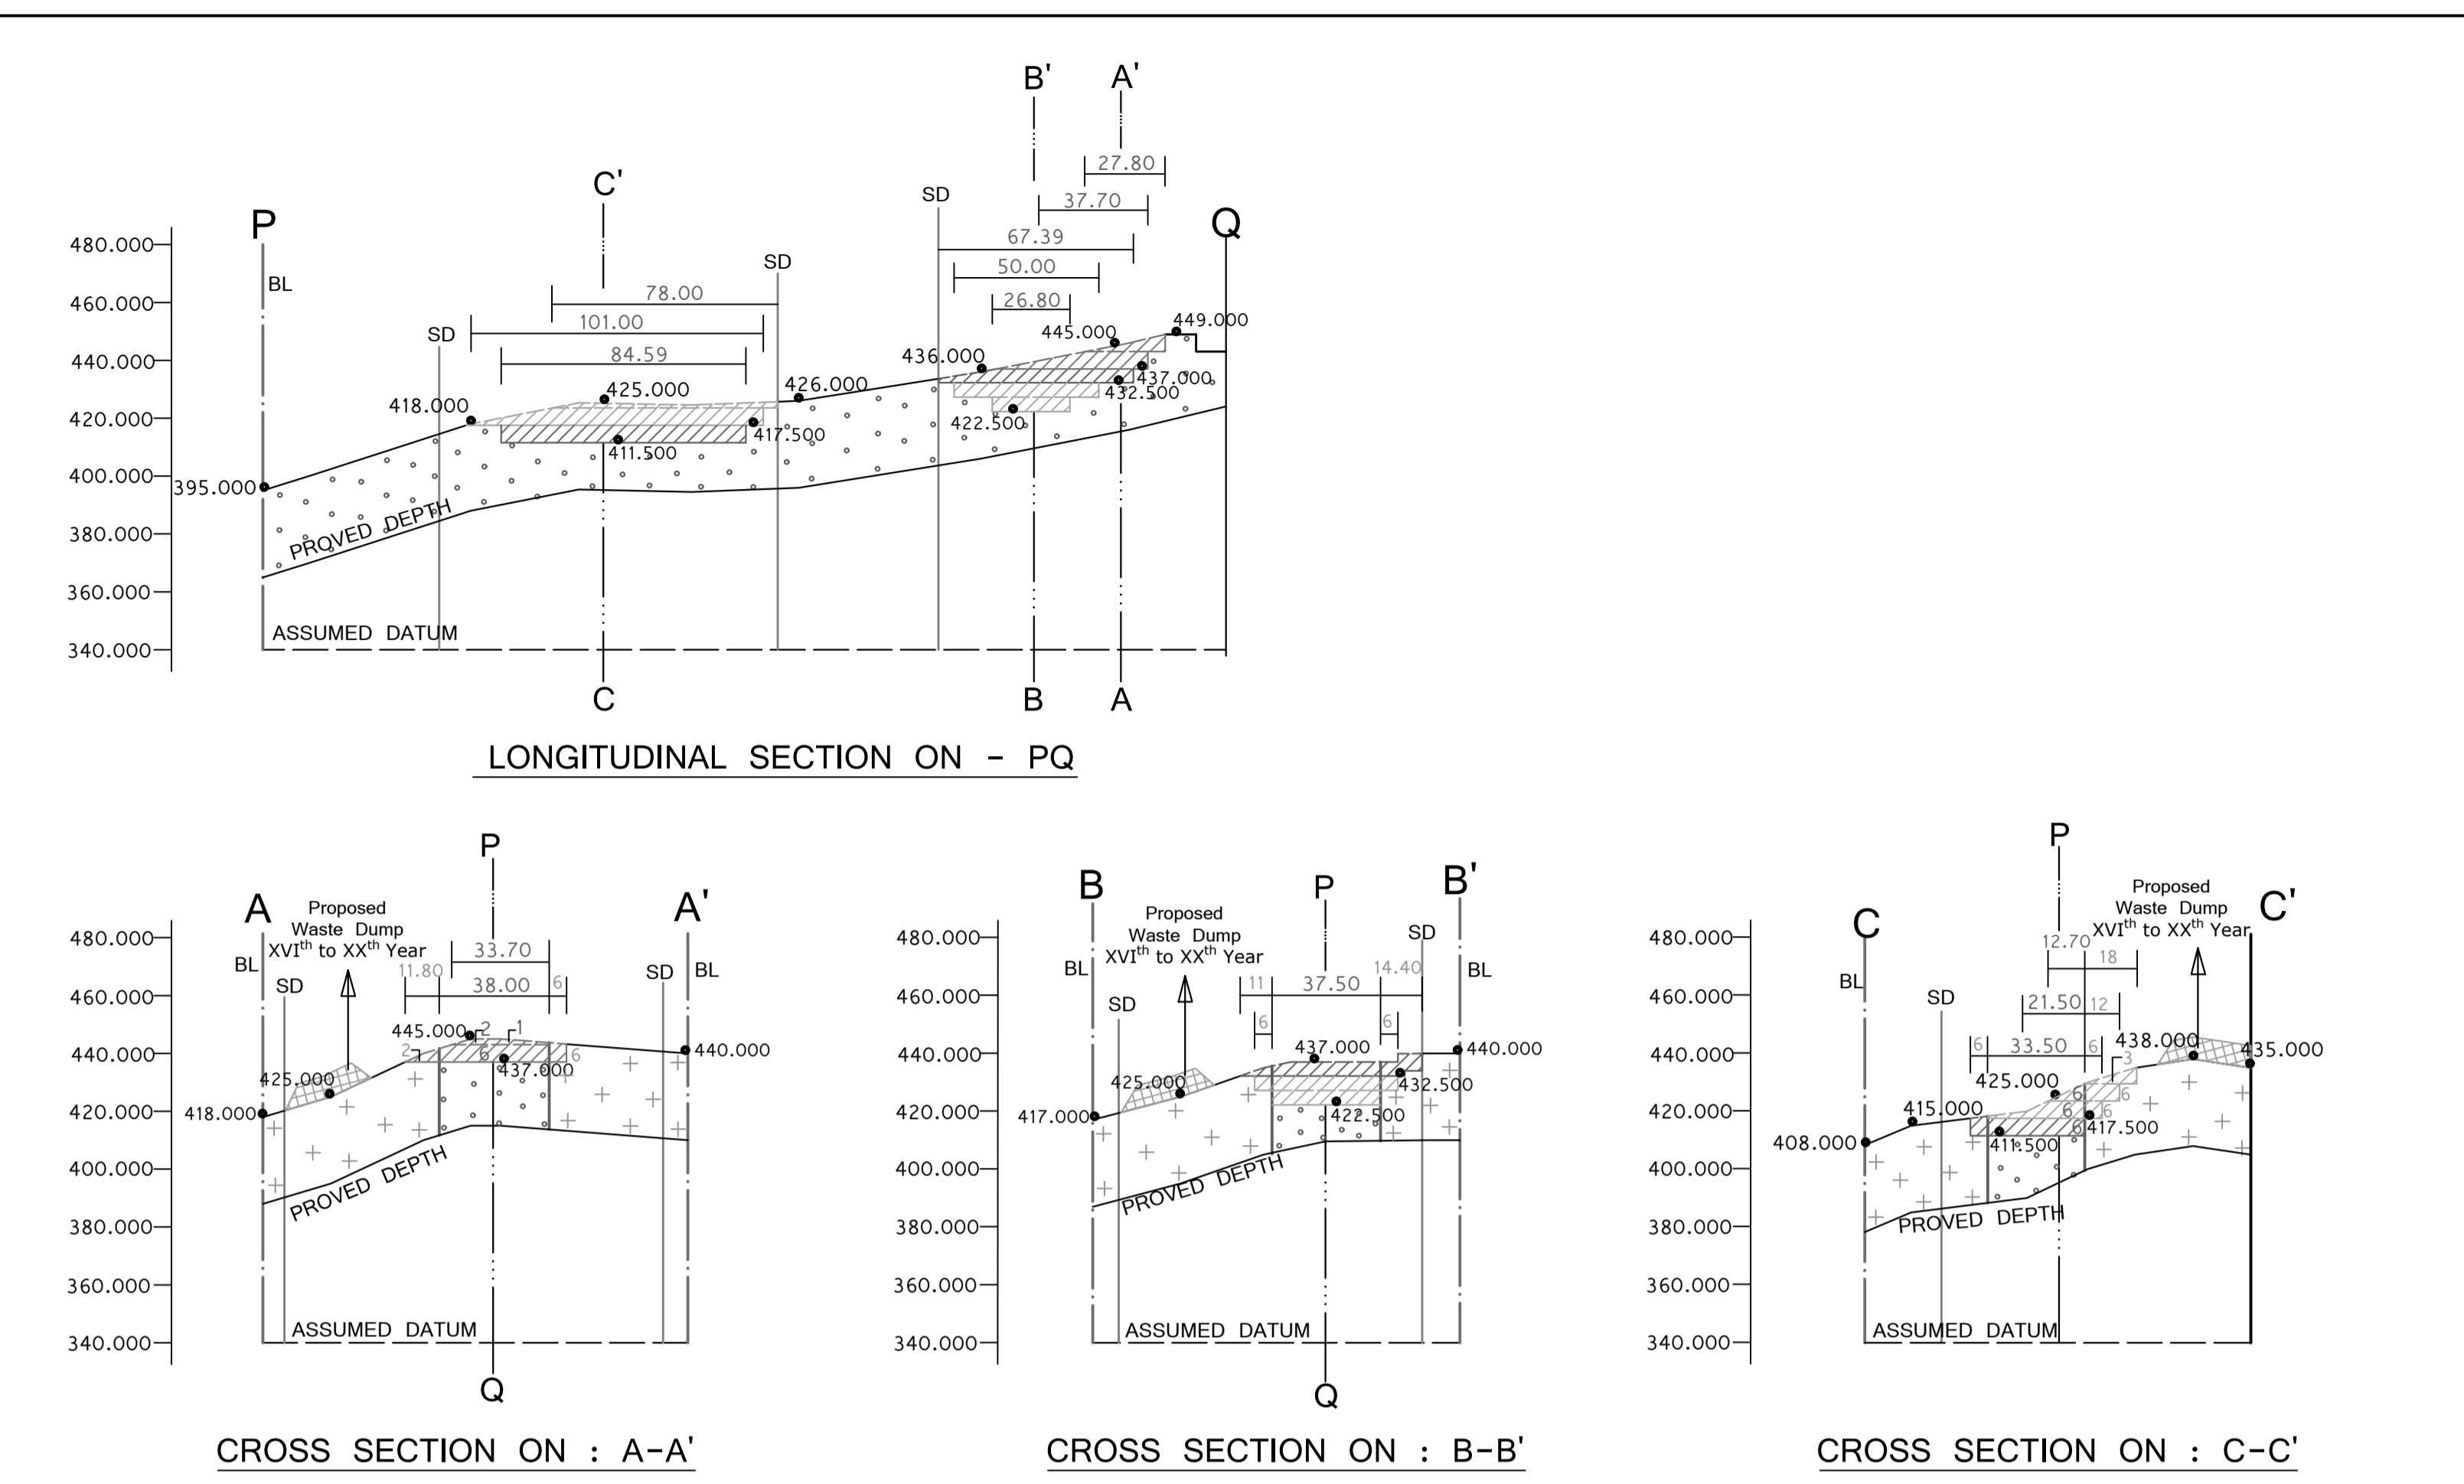 B' A'
27.80
C' SD 37.70
P Q
480.000 67.39
SD 50.00
BL 78.00 26.80
460.000
SD 101.00 445.000 449.000
440.000 84.59 436.000
425.000 426.000 437.000
418.000 432.500
420.000 422.500
417.500
411.500
400.000
395.000
PROVED DEPTH
380.000
360.000
ASSUMED DATUM
340.000
C B A
LONGITUDINAL SECTION ON - PQ
P
A A'
Proposed
Waste Dump
XVIth to XXth Year
480.000
33.70
BL SD BL
11.80 38.00 6
SD
460.000
445.000 2 1
2 6 6
440.000 440.000
437.000
425.000
420.000
418.000
400.000
PROVED DEPTH
380.000
360.000
ASSUMED DATUM
340.000
Q
CROSS SECTION ON : A-A'
B P B'
Proposed
Waste Dump
XVIth to XXth Year
SD
480.000
BL 14.40 BL
11 37.50
460.000
SD 6 6
437.000 440.000
440.000
425.000 432.500
417.000 422.500
420.000
400.000
PROVED DEPTH
380.000
360.000
ASSUMED DATUM
340.000
Q
CROSS SECTION ON : B-B'
P
C C'
Proposed
Waste Dump
XVIth to XXth Year
480.000
12.70 18
BL
SD 21.50 12
460.000
6 33.50 6
438.000 435.000
440.000 3
425.000 6 6
415.000 6 6
420.000 6 417.500
408.000 411.500
400.000
PROVED DEPTH
380.000
360.000
ASSUMED DATUM
340.000
CROSS SECTION ON : C-C'